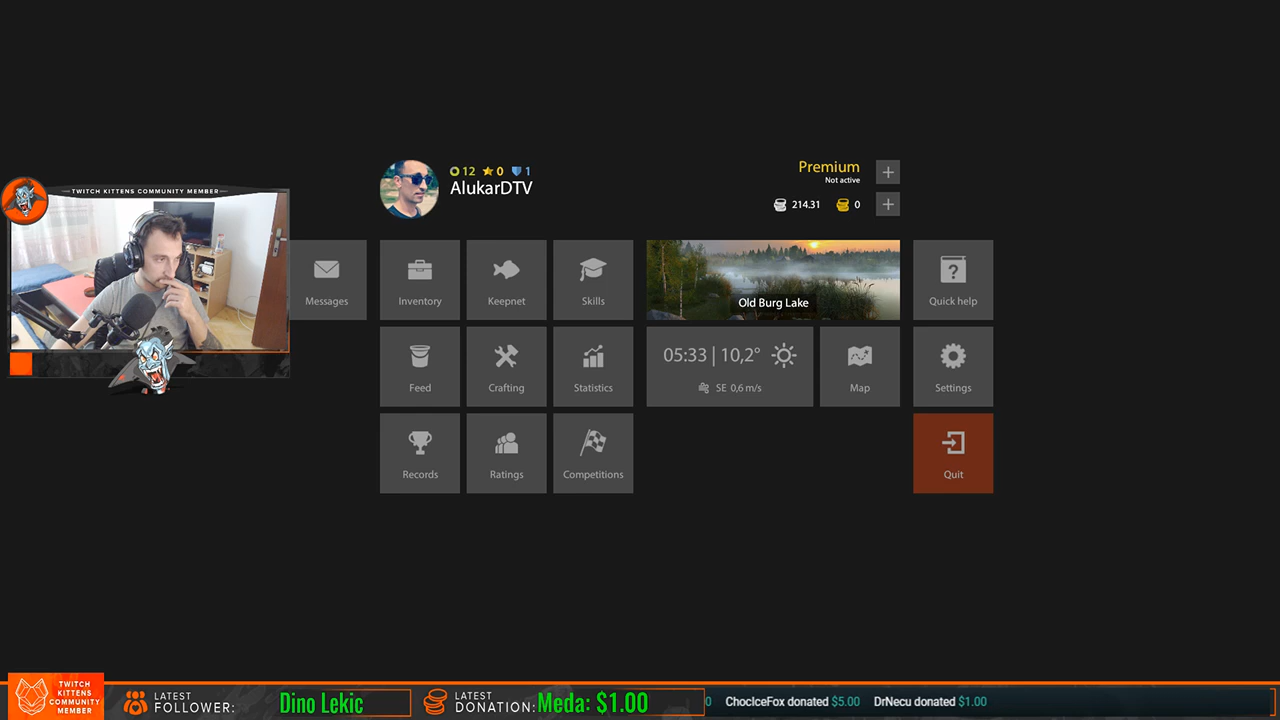 12 0 1
AlukarDTV
Premium
Not active
214.31 0
TWITCH KITTENS COMMUNITY MEMBER
Messages
Inventory
Keepnet
Skills
Old Burg Lake
Quick help
Feed
Crafting
Statistics
05:33 | 10,2°
SE 0,6 m/s
Map
Settings
Records
Ratings
Competitions
Quit
TWITCH
KITTENS
COMMUNITY
MEMBER
LATEST
FOLLOWER:
Dino Lekic
LATEST
DONATION:
Meda: $1.00
0 ChocIceFox donated $5.00 DrNecu donated $1.00